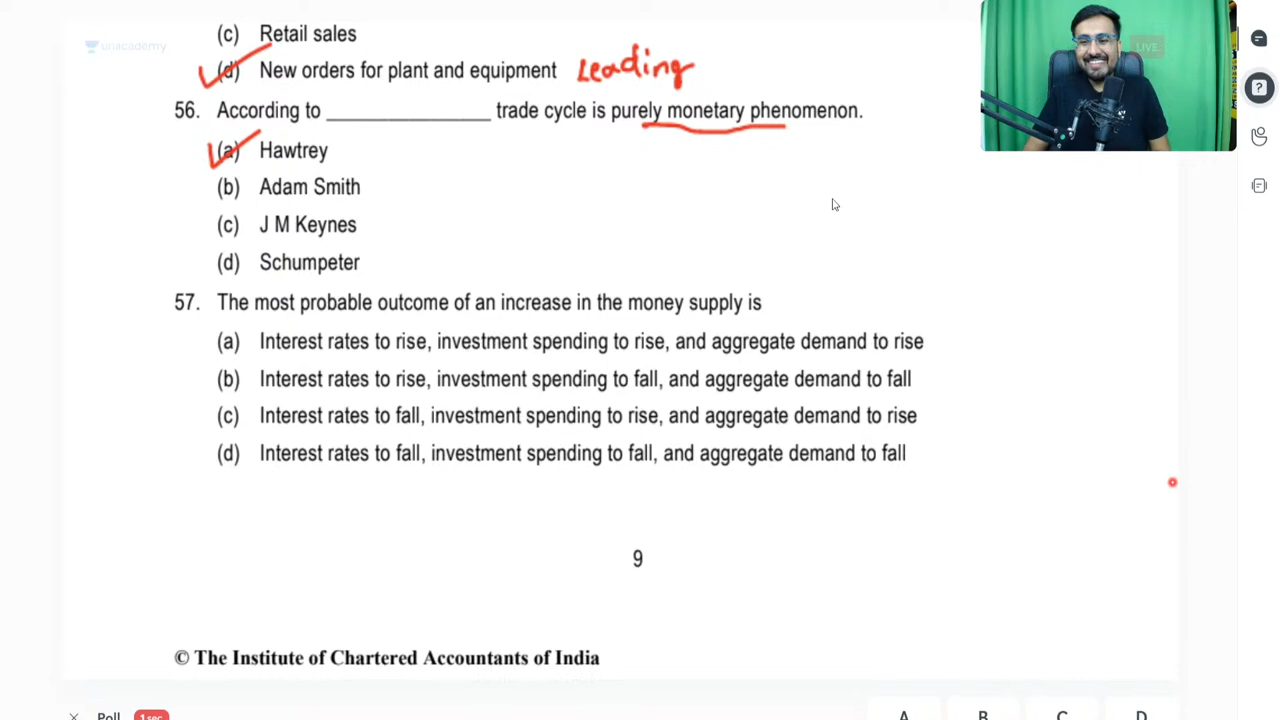 (c) Retail sales
unacademy
LIVE
(d) New orders for plant and equipment Leading
56. According to ________________ trade cycle is purely monetary phenomenon.
(a) Hawtrey
(b) Adam Smith
(c) J M Keynes
(d) Schumpeter
57. The most probable outcome of an increase in the money supply is
(a) Interest rates to rise, investment spending to rise, and aggregate demand to rise
(b) Interest rates to rise, investment spending to fall, and aggregate demand to fall
(c) Interest rates to fall, investment spending to rise, and aggregate demand to rise
(d) Interest rates to fall, investment spending to fall, and aggregate demand to fall
9
© The Institute of Chartered Accountants of India
Poll 1 sec A B C D